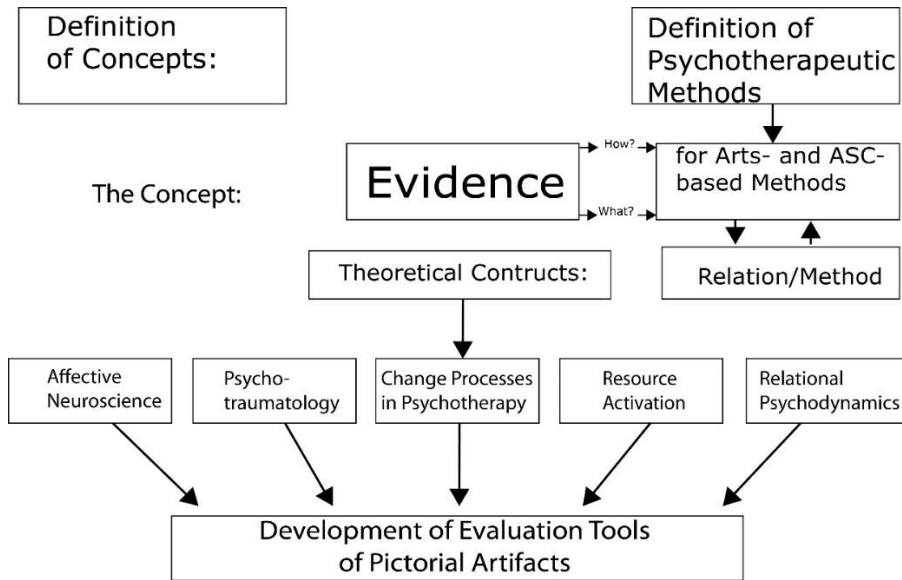 Definition
of Concepts:
Definition of
Psychotherapeutic
Methods
The Concept:
Evidence
How?
What?
for Arts- and ASC-
based Methods
Relation/Method
Theoretical Contructs:
Affective
Neuroscience
Psycho-
traumatology
Change Processes
in Psychotherapy
Resource
Activation
Relational
Psychodynamics
Development of Evaluation Tools
of Pictorial Artifacts